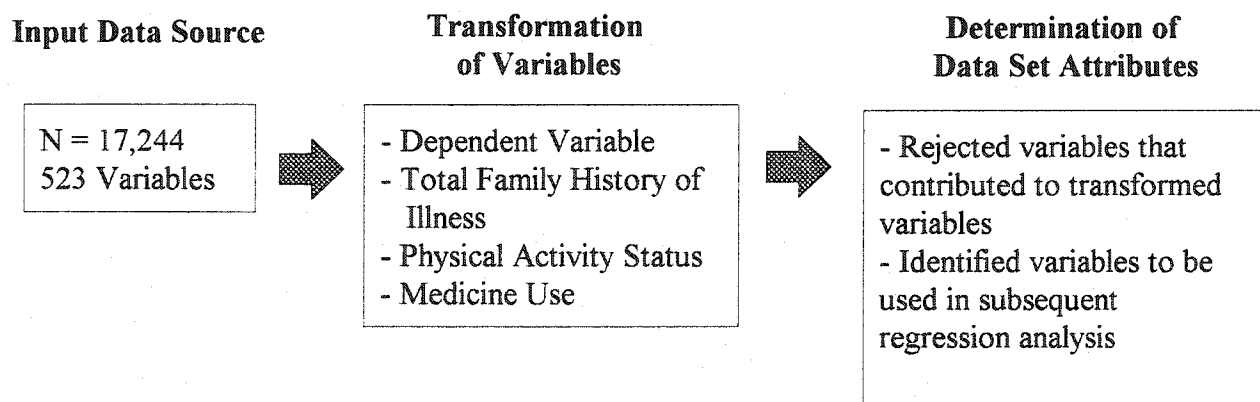 Input Data Source
N = 17,244
523 Variables
Transformation
of Variables
- Dependent Variable
- Total Family History of
Illness
- Physical Activity Status
- Medicine Use
Determination of
Data Set Attributes
- Rejected variables that
contributed to transformed
variables
- Identified variables to be
used in subsequent
regression analysis